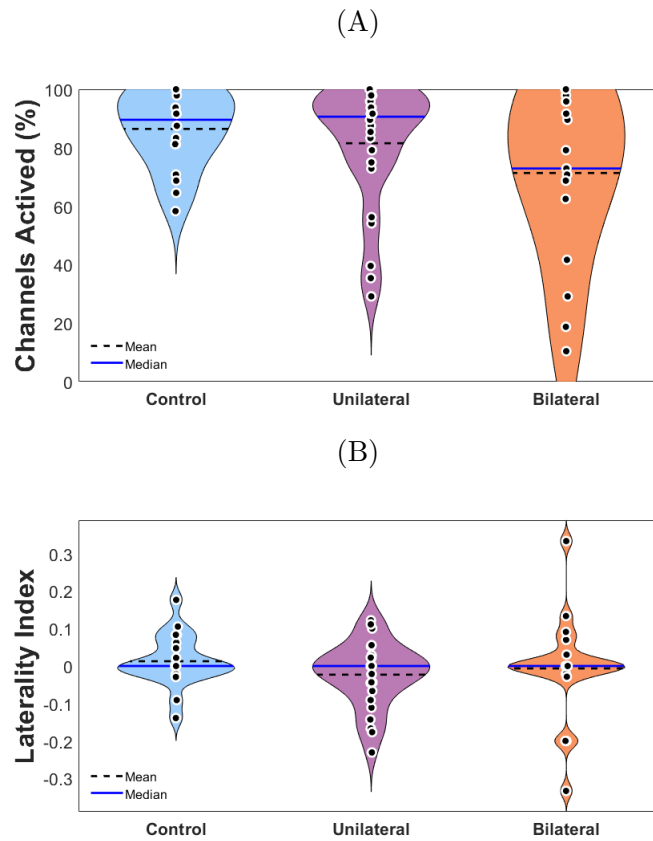 (A)
Channels Actived (%)
100
80
60
40
20
0
Mean
Median
Control Unilateral Bilateral
(B)
Laterality Index
0.3
0.2
0.1
0
-0.1
-0.2
-0.3
Mean
Median
Control Unilateral Bilateral